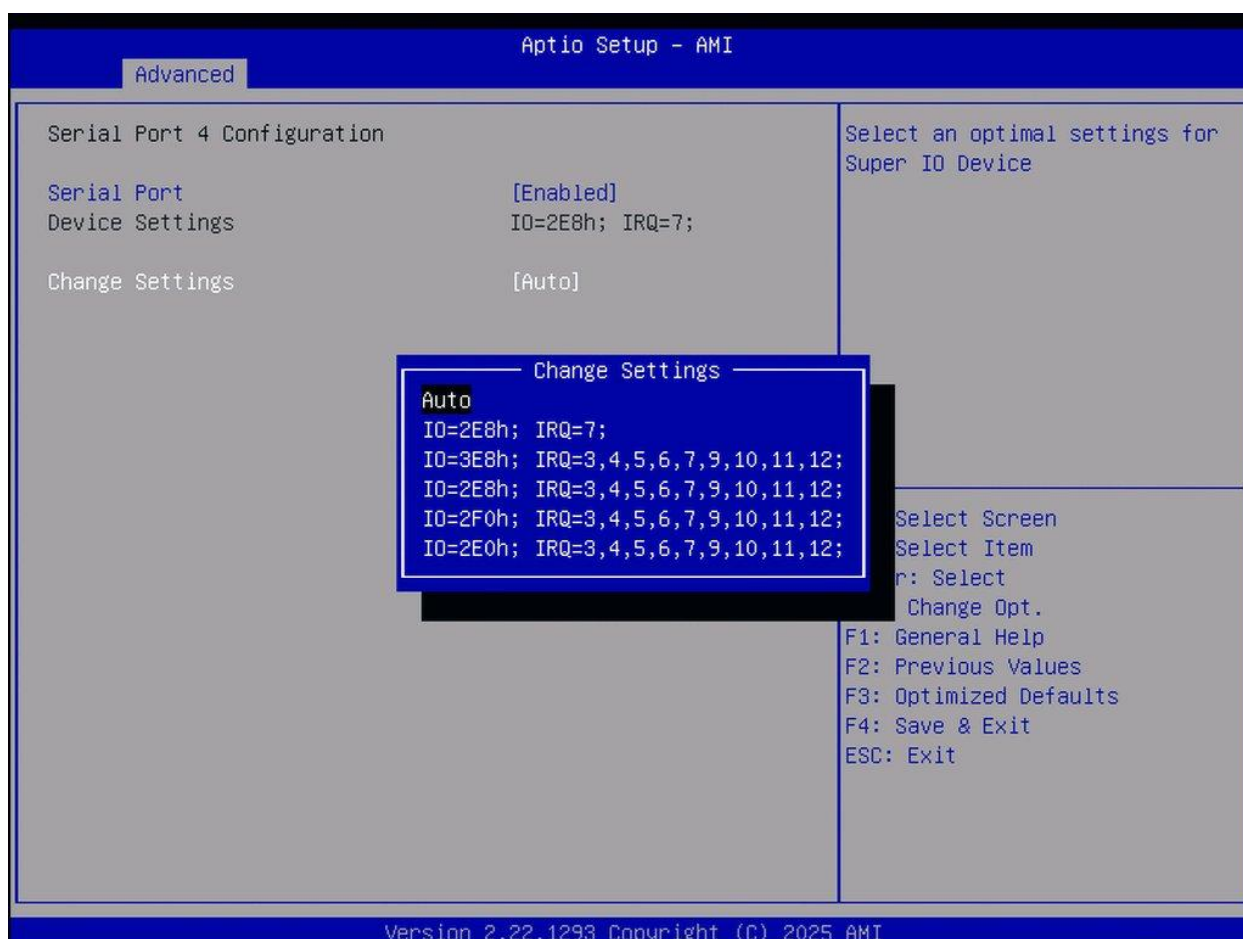 Aptio Setup – AMI
Advanced
Serial Port 4 Configuration
Serial Port [Enabled]
Device Settings IO=2E8h; IRQ=7;
Change Settings [Auto]
Change Settings
Auto
IO=2E8h; IRQ=7;
IO=3E8h; IRQ=3,4,5,6,7,9,10,11,12;
IO=2E8h; IRQ=3,4,5,6,7,9,10,11,12;
IO=2F0h; IRQ=3,4,5,6,7,9,10,11,12;
IO=2E0h; IRQ=3,4,5,6,7,9,10,11,12;
Select an optimal settings for
Super IO Device
Select Screen
Select Item
r: Select
Change Opt.
F1: General Help
F2: Previous Values
F3: Optimized Defaults
F4: Save & Exit
ESC: Exit
Version 2.22.1293 Copyright (C) 2025 AMI